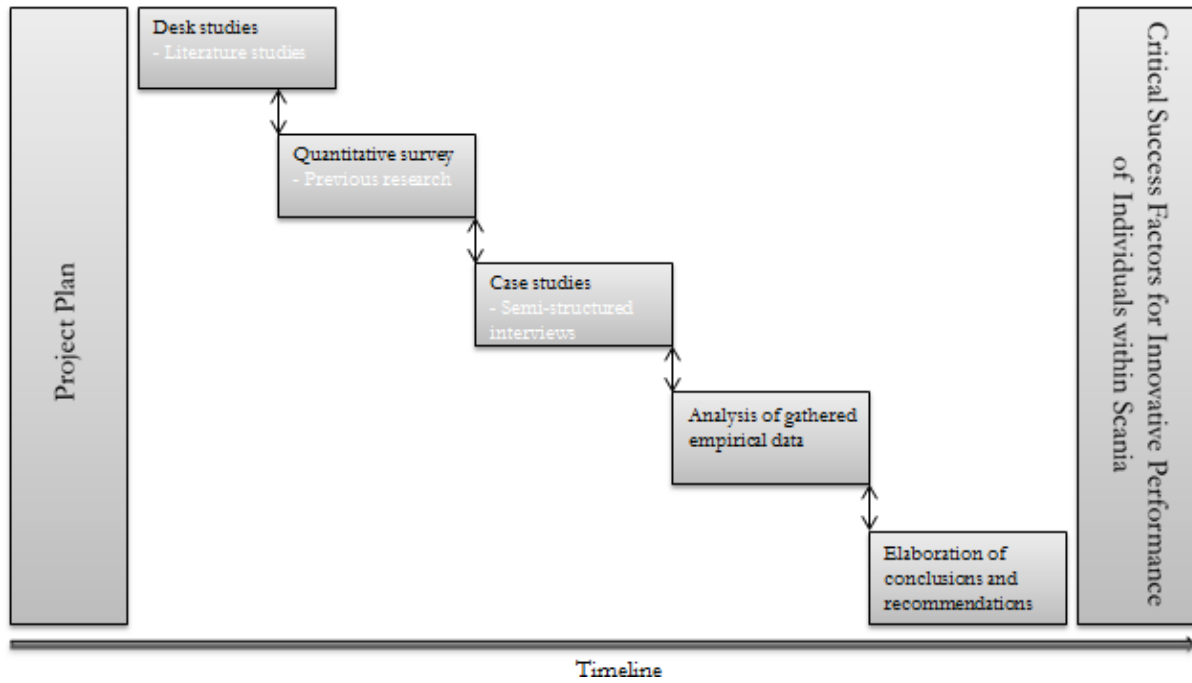 Project Plan
Desk studies
- Literature studies
Quantitative survey
- Previous research
Case studies
- Semi-structured
interviews
Analysis of gathered
empirical data
Elaboration of
conclusions and
recommendations
Critical Success Factors for Innovative Performance
of Individuals within Scania
Timeline